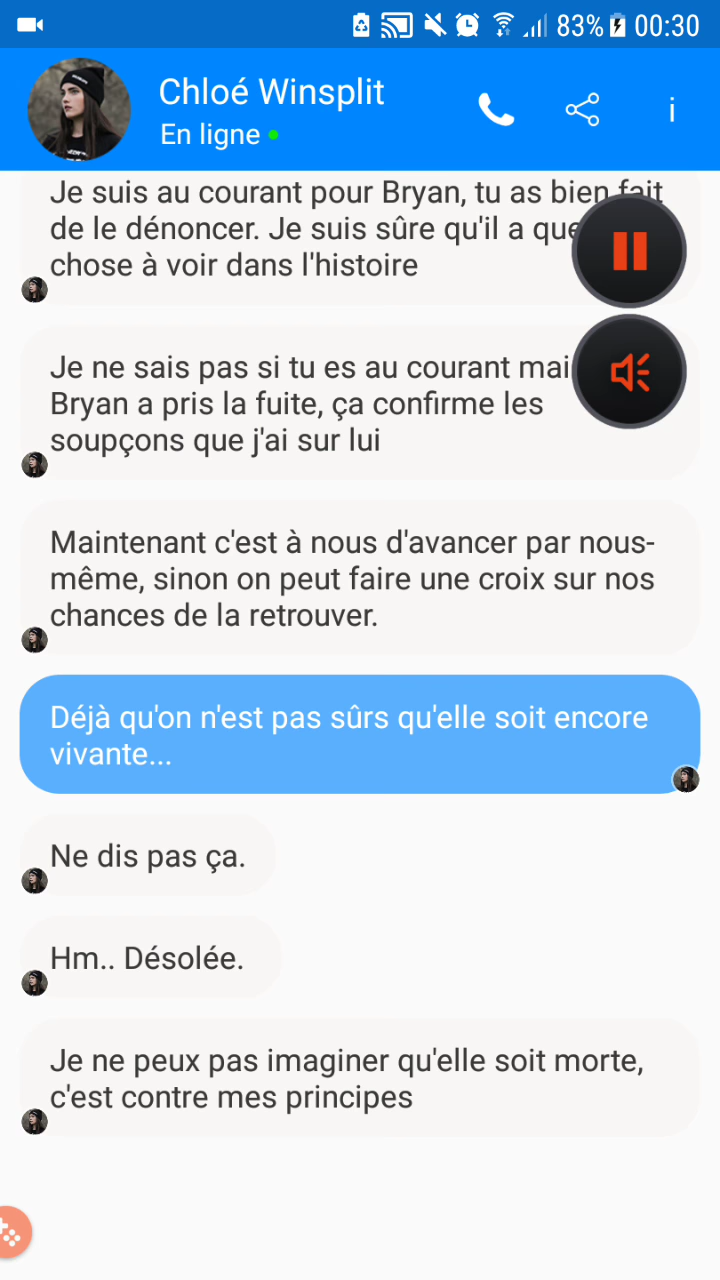 83% 00:30
Chloé Winsplit
En ligne
i
Je suis au courant pour Bryan, tu as bien fait
de le dénoncer. Je suis sûre qu'il a que
chose à voir dans l'histoire
Je ne sais pas si tu es au courant mai
Bryan a pris la fuite, ça confirme les
soupçons que j'ai sur lui
Maintenant c'est à nous d'avancer par nous-
même, sinon on peut faire une croix sur nos
chances de la retrouver.
Déjà qu'on n'est pas sûrs qu'elle soit encore
vivante...
Ne dis pas ça.
Hm.. Désolée.
Je ne peux pas imaginer qu'elle soit morte,
c'est contre mes principes